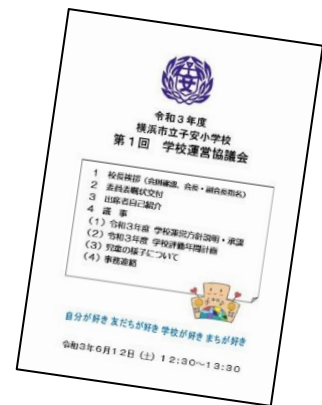 令和3年度
横浜市立子安小学校
第1回 学校運営協議会
1 校長挨拶（会則確認、会長・副会長指名）
2 委員委嘱状交付
3 出席者自己紹介
4 議 事
(1) 令和3年度 学校運営方針説明・承認
(2) 令和3年度 学校評価年間計画
(3) 児童の様子について
(4) 事務連絡
自分が好き 友だちが好き 学校が好き まちが好き
令和3年6月12日（土）12:30～13:30